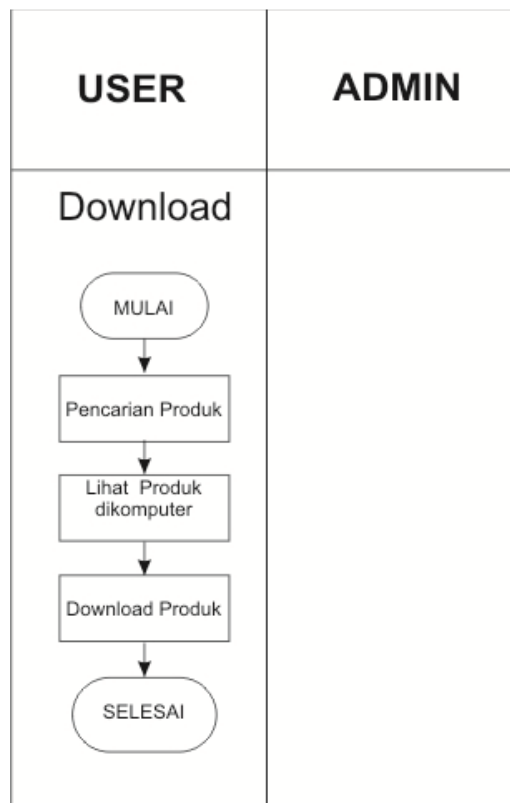 USER
ADMIN
Download
MULAI
Pencarian Produk
Lihat Produk
dikomputer
Download Produk
SELESAI